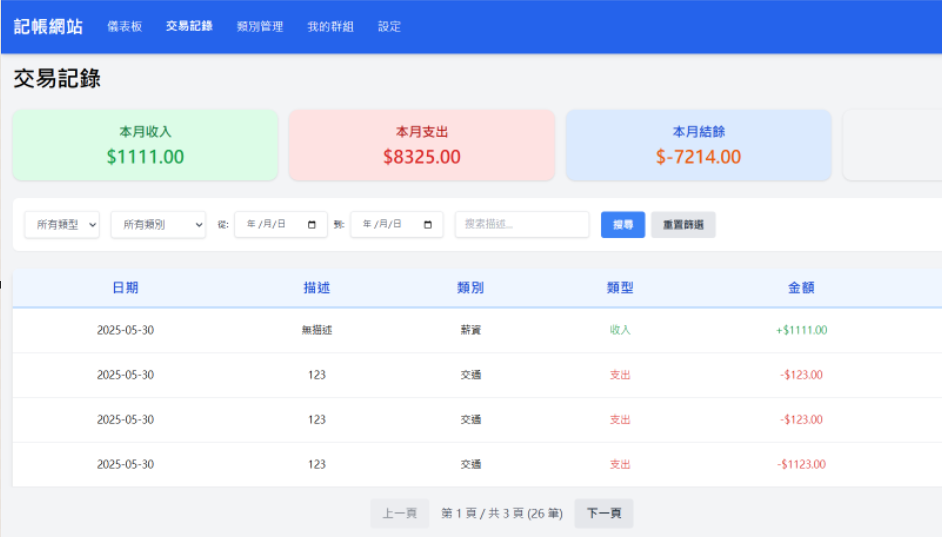 記帳網站 儀表板 交易記錄 類別管理 我的群組 設定
交易記錄
本月收入 本月支出 本月結餘
$1111.00 $8325.00 $-7214.00
所有類型 所有類別 從: 年/月/日 到: 年/月/日 搜索描述... 搜尋 重置篩選
日期 描述 類別 類型 金額
2025-05-30 無描述 薪資 收入 +$1111.00
2025-05-30 123 交通 支出 -$123.00
2025-05-30 123 交通 支出 -$123.00
2025-05-30 123 交通 支出 -$1123.00
上一頁 第 1 頁 / 共 3 頁 (26 筆) 下一頁